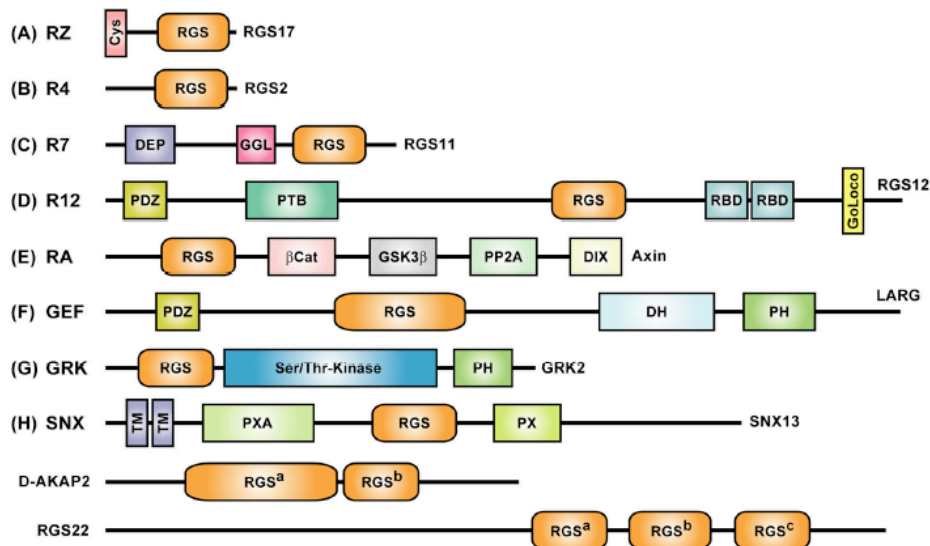 (A) RZ Cys RGS RGS17
(B) R4 RGS RGS2
(C) R7 DEP GGL RGS RGS11
(D) R12 PDZ PTB RGS RBD RBD GoLoco RGS12
(E) RA RGS βCat GSK3β PP2A DIX Axin
(F) GEF PDZ RGS DH PH LARG
(G) GRK RGS Ser/Thr-Kinase PH GRK2
(H) SNX TM TM PXA RGS PX SNX13
D-AKAP2 RGSa RGSb
RGS22 RGSa RGSb RGSc